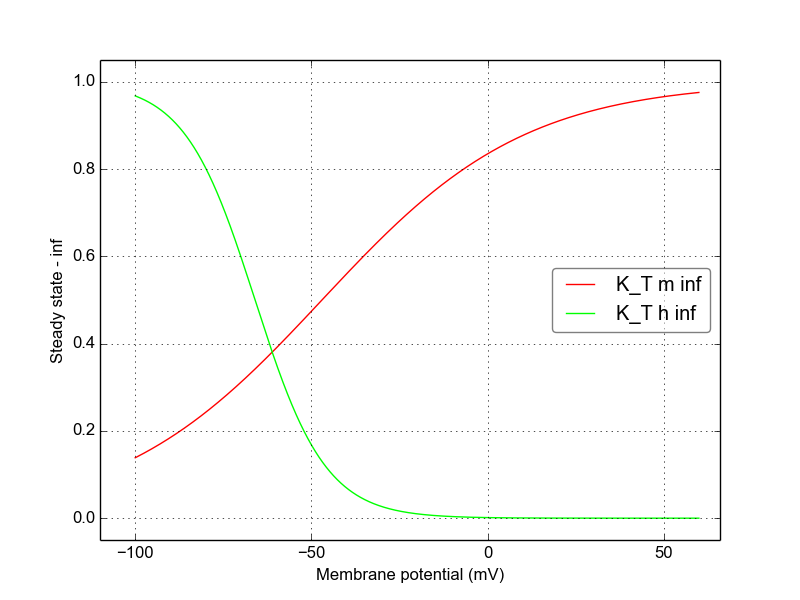 1.0
0.8
0.6
0.4
0.2
0.0
Steady state - inf
K_T m inf
K_T h inf
−100
−50
0
50
Membrane potential (mV)